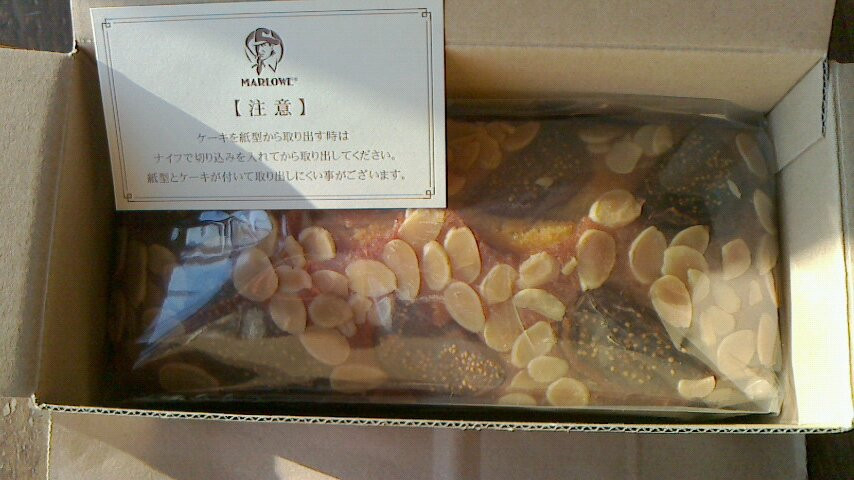 MARLOWE®
【注意】
ケーキを紙型から取り出す時は
ナイフで切り込みを入れてから取り出してください。
紙型とケーキが付いて取り出しにくい事がございます。